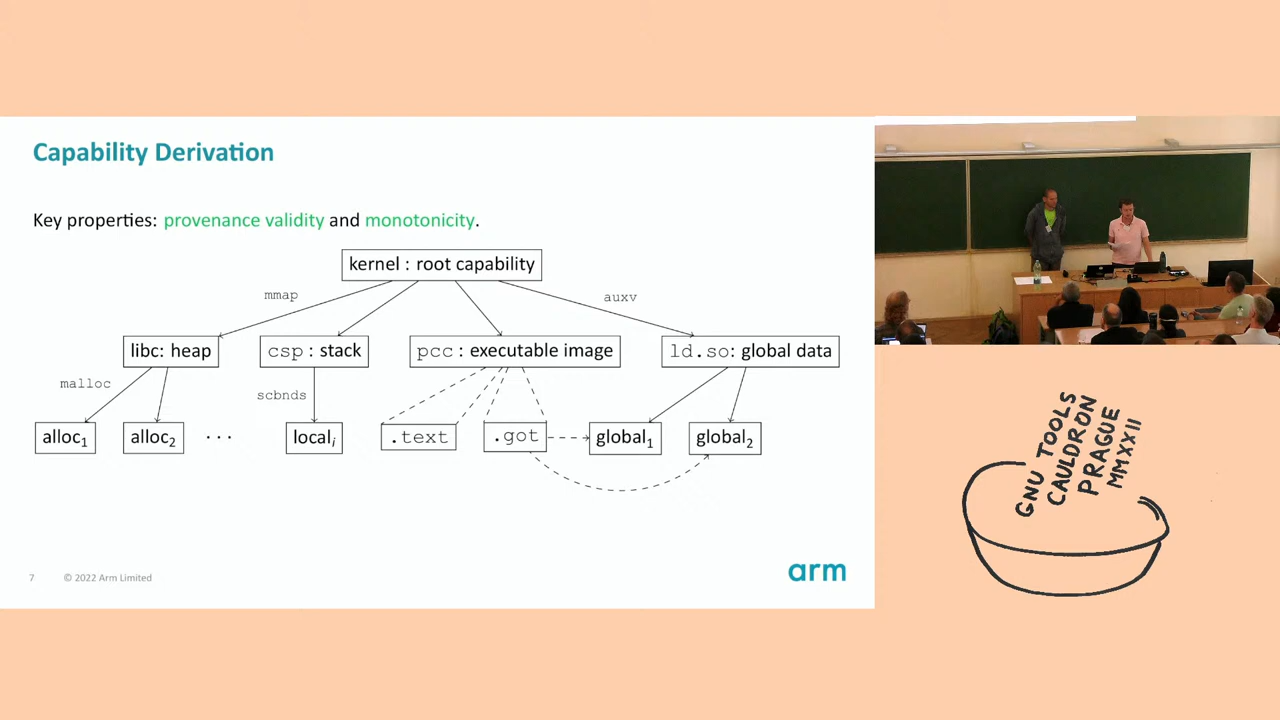 Capability Derivation
Key properties: provenance validity and monotonicity.
kernel : root capability
mmap
auxv
libc: heap
csp : stack
pcc : executable image
ld.so: global data
malloc
scbnds
alloc₁
alloc₂
···
localᵢ
.text
.got
global₁
global₂
7
© 2022 Arm Limited
arm
GNU TOOLS
CAULDRON
PRAGUE
MMXXII